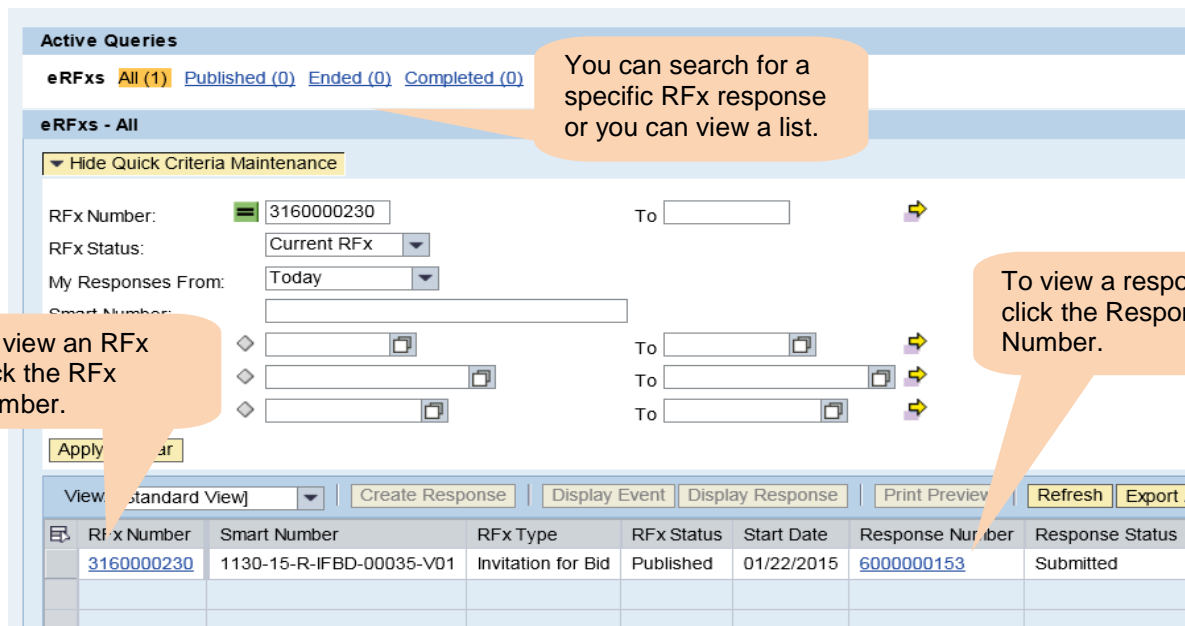 Active Queries
eRFxs All (1) Published (0) Ended (0) Completed (0)
You can search for a
specific RFx response
or you can view a list.
eRFxs - All
Hide Quick Criteria Maintenance
RFx Number: 3160000230 To
RFx Status: Current RFx
My Responses From: Today
Smart Number:
To
To
To
view an RFx
the RFx
To view a
click the
Number.
Apply
View: Standard View] Create Response Display Event Display Response Print Preview Refresh Export
RFx Number Smart Number RFx Type RFx Status Start Date Response Number Response Status
3160000230 1130-15-R-IFBD-00035-V01 Invitation for Bid Published 01/22/2015 6000000153 Submitted